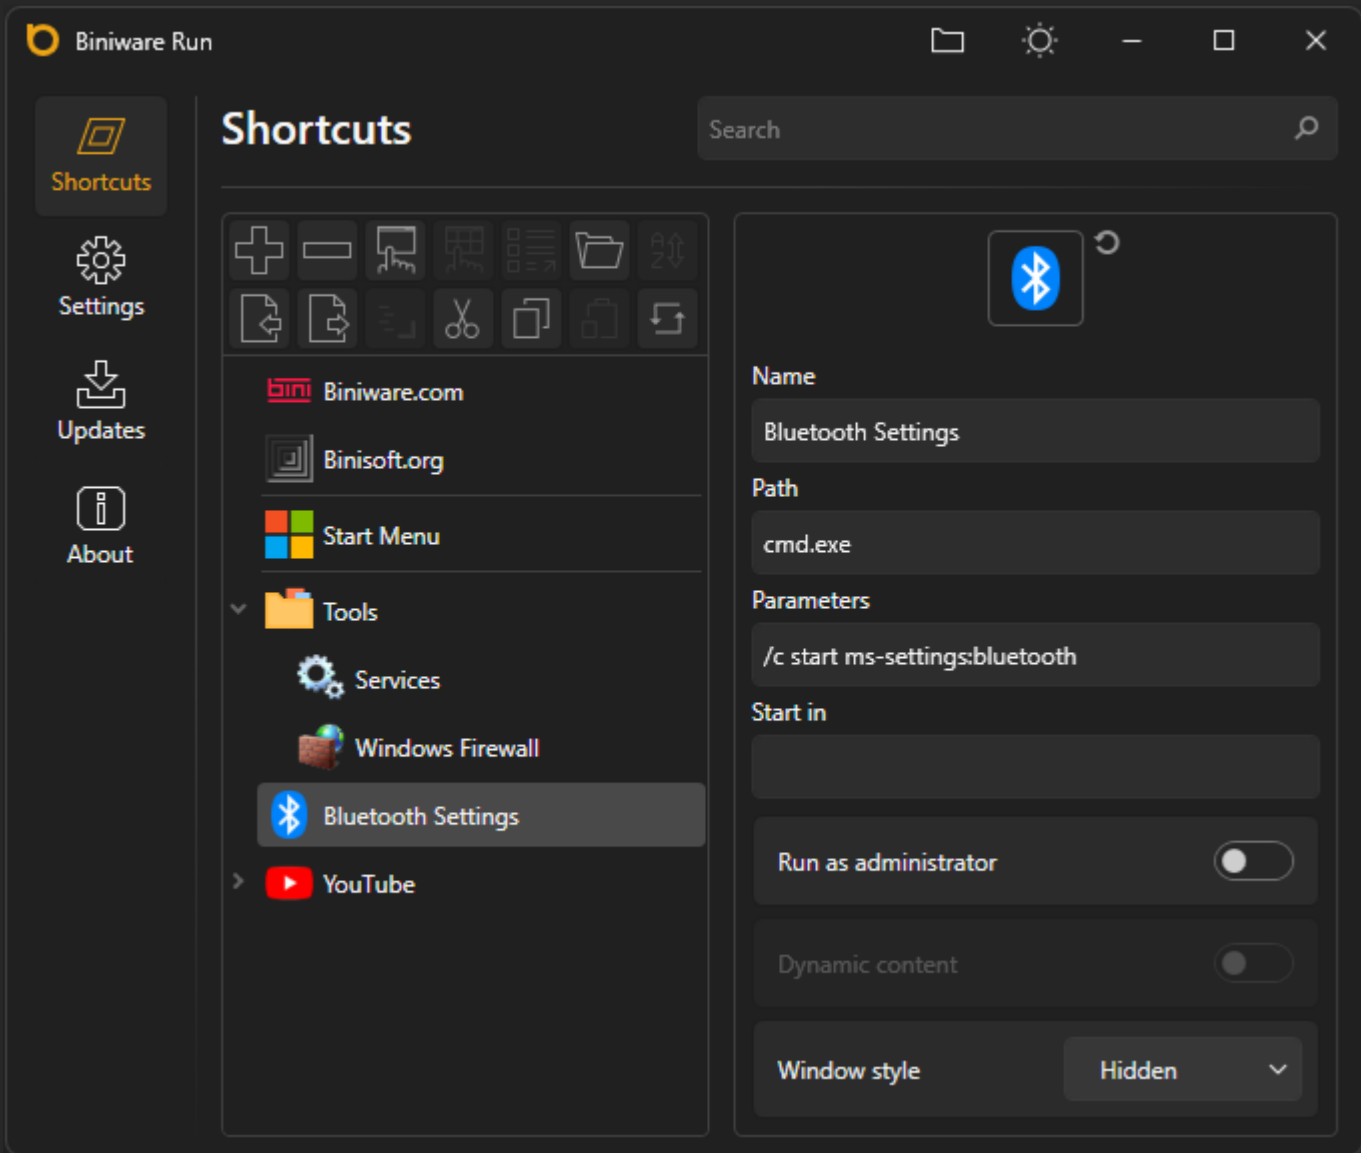 Biniware Run
Shortcuts
Settings
Updates
About
Shortcuts
Search
A
Z
bini Biniware.com
Binisoft.org
Start Menu
Tools
Services
Windows Firewall
Bluetooth Settings
YouTube
Name
Bluetooth Settings
Path
cmd.exe
Parameters
/c start ms-settings:bluetooth
Start in
Run as administrator
Dynamic content
Window style
Hidden